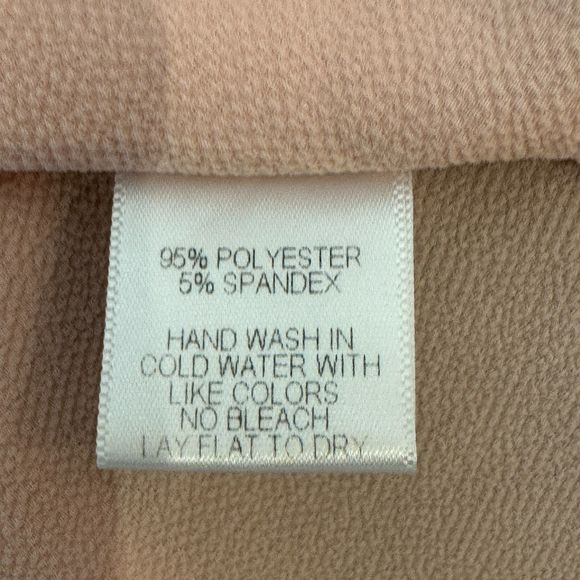 95% POLYESTER
5% SPANDEX
HAND WASH IN
COLD WATER WITH
LIKE COLORS
NO BLEACH
LAY FLAT TO DRY